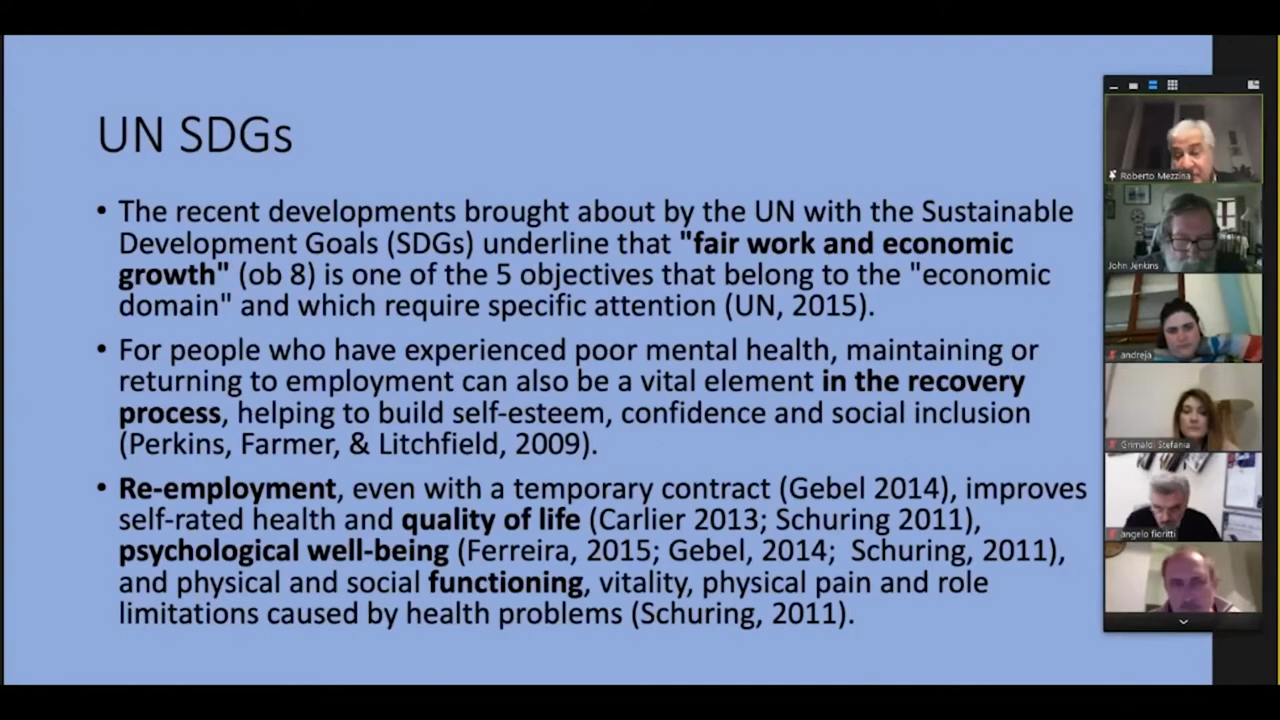 UN SDGs
• The recent developments brought about by the UN with the Sustainable
Development Goals (SDGs) underline that "fair work and economic
growth" (ob 8) is one of the 5 objectives that belong to the "economic
domain" and which require specific attention (UN, 2015).
• For people who have experienced poor mental health, maintaining or
returning to employment can also be a vital element in the recovery
process, helping to build self-esteem, confidence and social inclusion
(Perkins, Farmer, & Litchfield, 2009).
• Re-employment, even with a temporary contract (Gebel 2014), improves
self-rated health and quality of life (Carlier 2013; Schuring 2011),
psychological well-being (Ferreira, 2015; Gebel, 2014; Schuring, 2011),
and physical and social functioning, vitality, physical pain and role
limitations caused by health problems (Schuring, 2011).
Roberto Mezzina
John Jenkins
andreja
Grimaldi Stefania
angelo fioritti